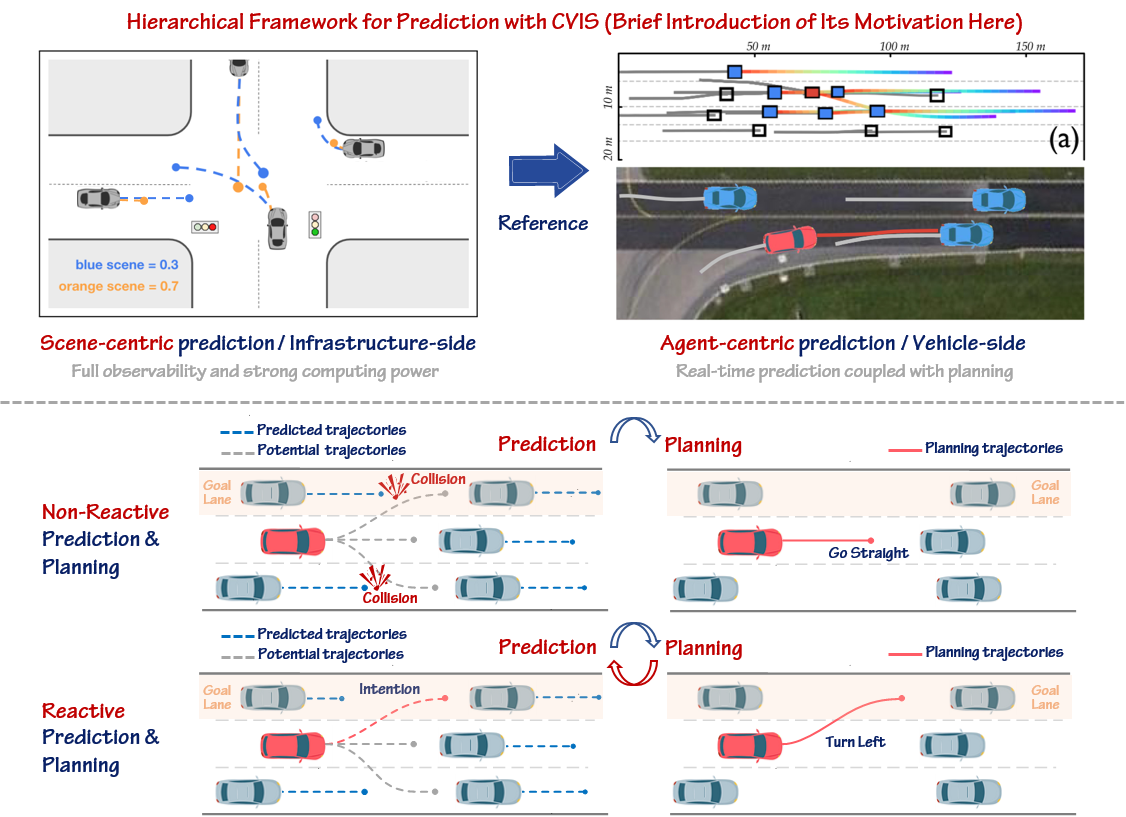 Hierarchical Framework for Prediction with CVIS (Brief Introduction of Its Motivation Here)
blue scene = 0.3
orange scene = 0.7
Reference
50 m
100 m
150 m
10 m
20 m
(a)
Scene-centric prediction / Infrastructure-side
Full observability and strong computing power
Agent-centric prediction / Vehicle-side
Real-time prediction coupled with planning
Non-Reactive
Prediction &
Planning
Predicted trajectories
Potential trajectories
Prediction
Planning
Planning trajectories
Goal
Lane
Collision
Collision
Goal
Lane
Go Straight
Reactive
Prediction &
Planning
Predicted trajectories
Potential trajectories
Prediction
Planning
Planning trajectories
Goal
Lane
Intention
Goal
Lane
Turn Left